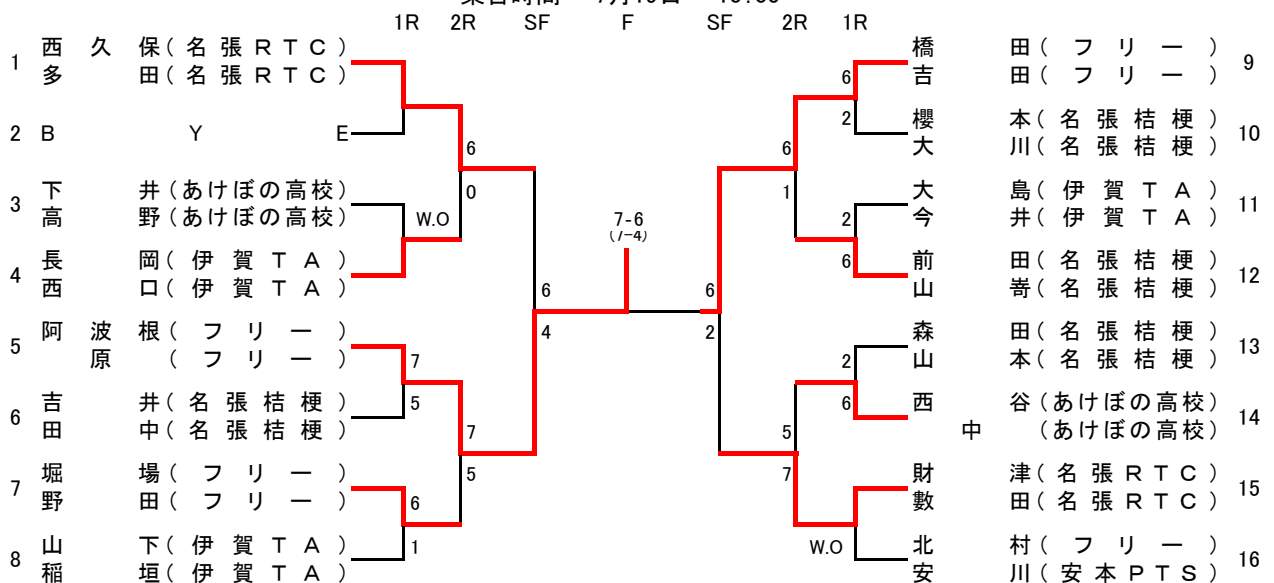 1R 2R SF F SF 2R 1R
1 西久保(名張RTC)
多田(名張RTC)
2 BYE
3 下井(あけぼの高校)
高野(あけぼの高校)
4 長岡(伊賀TA)
西口(伊賀TA)
5 阿波根(フリー)
原(フリー)
6 吉井(名張桔梗)
田中(名張桔梗)
7 堀場(フリー)
野田(フリー)
8 山下(伊賀TA)
稲垣(伊賀TA)
W.O
7
5
6
1
6
0
7
5
6
4
7-6
(7-4)
6
2
6
1
5
7
6
2
2
6
2
6
W.O
橋田(フリー) 9
吉田(フリー)
櫻本(名張桔梗) 10
大川(名張桔梗)
大島(伊賀TA) 11
今井(伊賀TA)
前田(名張桔梗) 12
山嵜(名張桔梗)
森田(名張桔梗) 13
山本(名張桔梗)
西谷(あけぼの高校) 14
中(あけぼの高校)
財津(名張RTC) 15
數田(名張RTC)
北村(フリー) 16
安川(安本PTS)